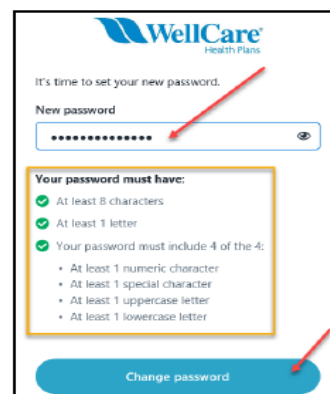 WellCare
Health Plans
It's time to set your new password.
New password
••••••••••••••
Your password must have:
At least 8 characters
At least 1 letter
Your password must include 4 of the 4:
• At least 1 numeric character
• At least 1 special character
• At least 1 uppercase letter
• At least 1 lowercase letter
Change password